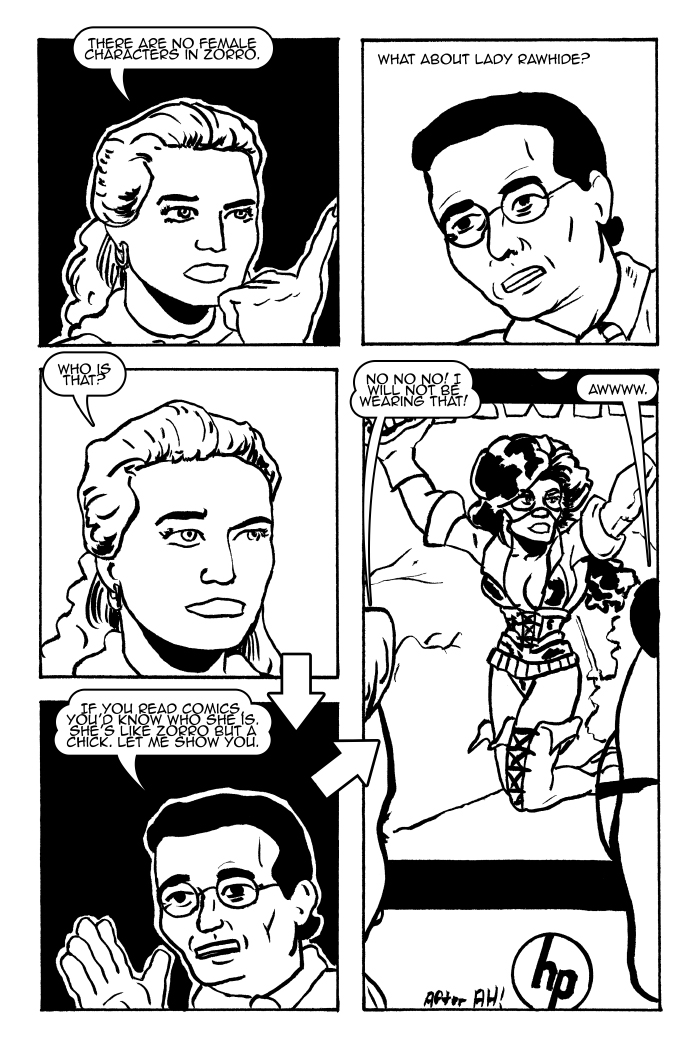 THERE ARE NO FEMALE
CHARACTERS IN ZORRO.
WHAT ABOUT LADY RAWHIDE?
WHO IS
THAT?
IF YOU READ COMICS
YOU'D KNOW WHO SHE IS.
SHE'S LIKE ZORRO BUT A
CHICK. LET ME SHOW YOU.
NO NO NO! I
WILL NOT BE
WEARING THAT!
AWWWW.
After AH!
hp